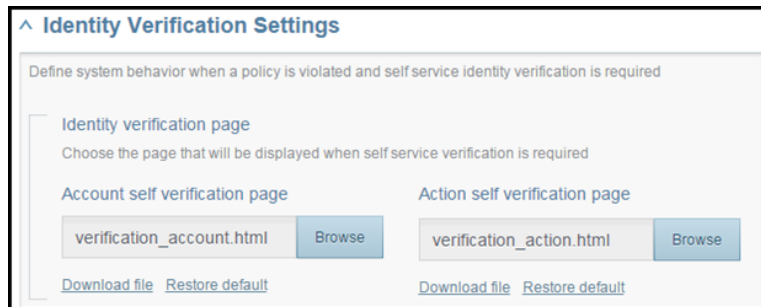 Identity Verification Settings
Define system behavior when a policy is violated and self service identity verification is required
Identity verification page
Choose the page that will be displayed when self service verification is required
Account self verification page
Action self verification page
verification_account.html Browse
verification_action.html Browse
Download file Restore default
Download file Restore default